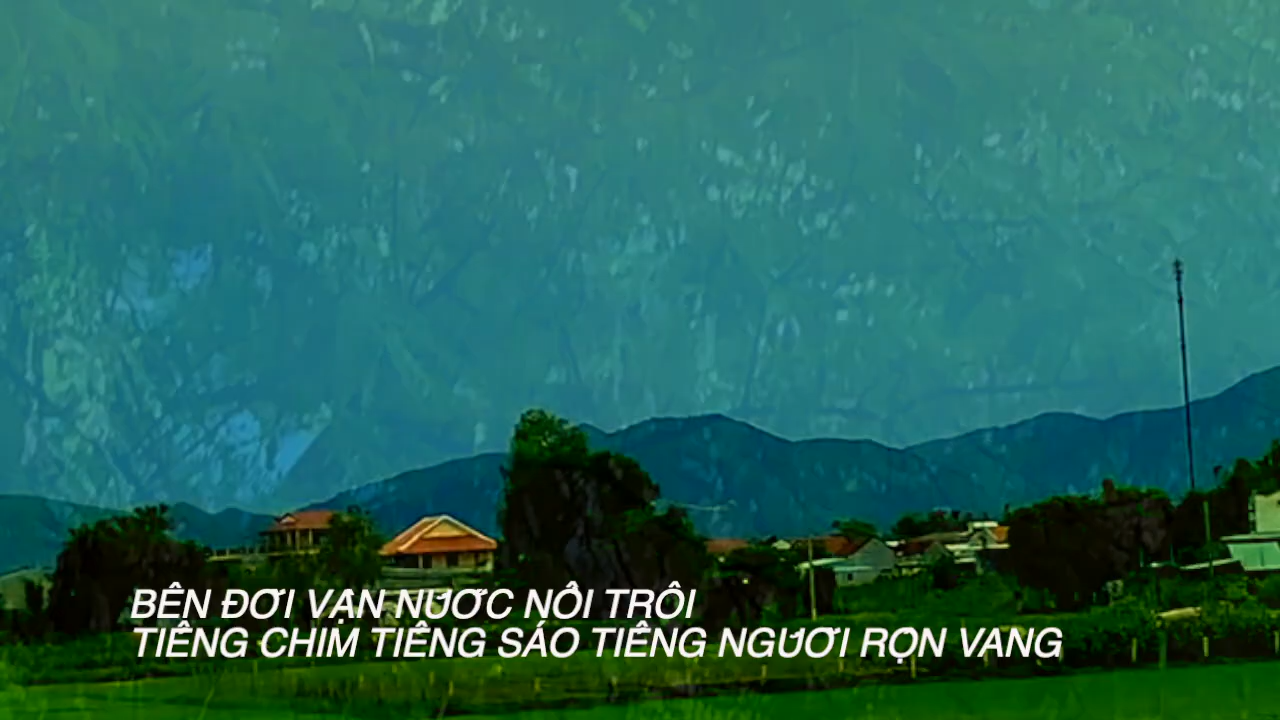 BÊN ĐƠI VẠN NƯƠC NÔI TRÔI
TIÊNG CHIM TIÊNG SÁO TIÊNG NGƯƠI RỌN VANG